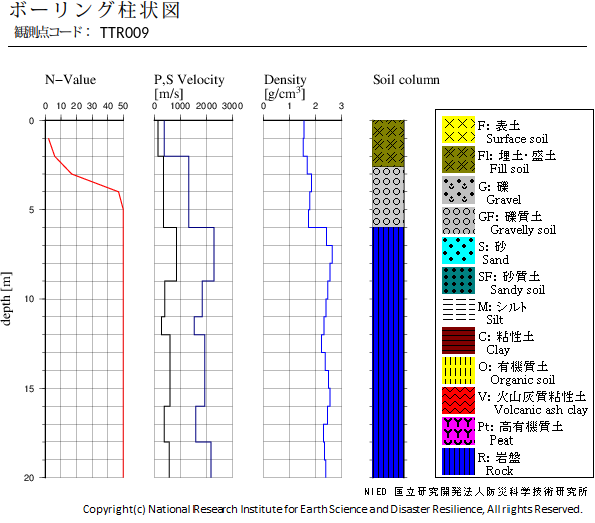 ボーリング柱状図
観測点コード： TTR009
N−Value P,S Velocity Density Soil column
[m/s] [g/cm3]
0 10 20 30 40 50 0 1000 2000 3000 0 1 2 3
0
5
10
15
20
depth [m]
F: 表土
Surface soil
Fl: 埋土・盛土
Fill soil
G: 礫
Gravel
GF: 礫質土
Gravelly soil
S: 砂
Sand
SF: 砂質土
Sandy soil
M: シルト
Silt
C: 粘性土
Clay
O: 有機質土
Organic soil
V: 火山灰質粘性土
Volcanic ash clay
Pt: 高有機質土
Peat
R: 岩盤
Rock
NIED 国立研究開発法人防災科学技術研究所
Copyright(c) National Research Institute for Earth Science and Disaster Resilience, All rights Reserved.